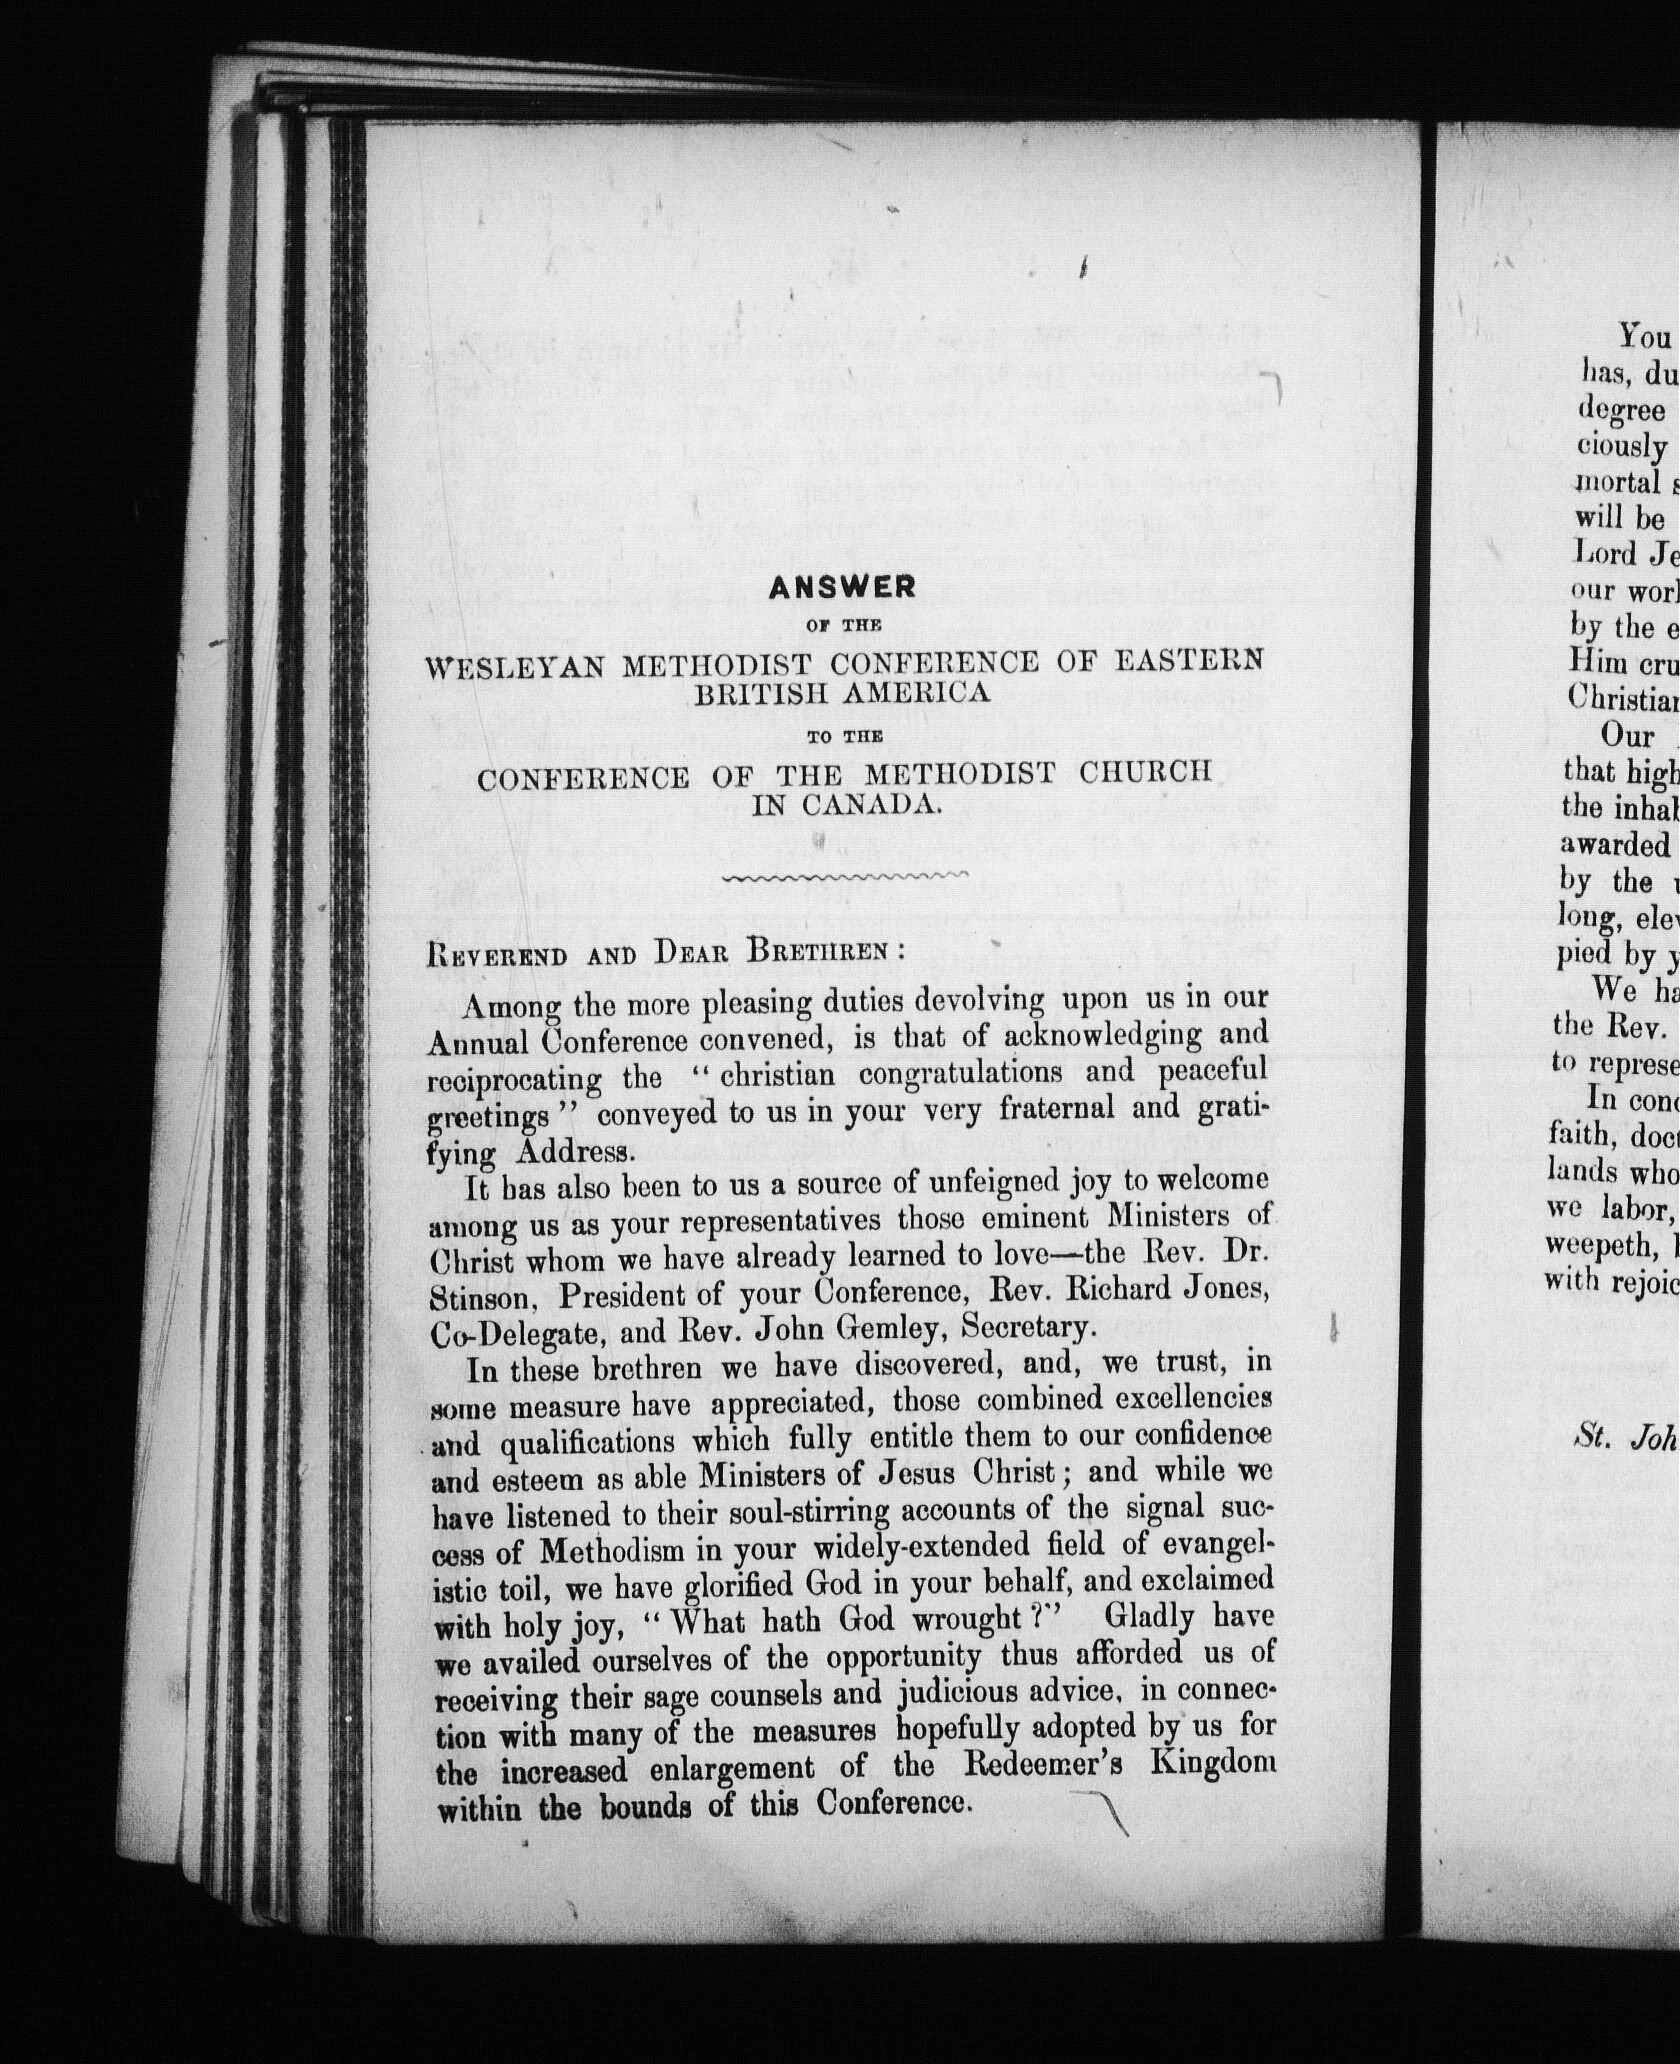 ANSWER
OF THE
WESLEYAN METHODIST CONFERENCE OF EASTERN
BRITISH AMERICA
TO THE
CONFERENCE OF THE METHODIST CHURCH
IN CANADA.
REVEREND AND DEAR BRETHREN :
Among the more pleasing duties devolving upon us in our
Annual Conference convened, is that of acknowledging and
reciprocating the “ christian congratulations and peaceful
greetings ” conveyed to us in your very fraternal and grati-
fying Address.
It has also been to us a source of unfeigned joy to welcome
among us as your representatives those eminent Ministers of
Christ whom we have already learned to love—the Rev. Dr.
Stinson, President of your Conference, Rev. Richard Jones,
Co-Delegate, and Rev. John Gemley, Secretary.
In these brethren we have discovered, and, we trust, in
some measure have appreciated, those combined excellencies
and qualifications which fully entitle them to our confidence
and esteem as able Ministers of Jesus Christ ; and while we
have listened to their soul-stirring accounts of the signal suc-
cess of Methodism in your widely-extended field of evangel-
istic toil, we have glorified God in your behalf, and exclaimed
with holy joy, “ What hath God wrought ?” Gladly have
we availed ourselves of the opportunity thus afforded us of
receiving their sage counsels and judicious advice, in connec-
tion with many of the measures hopefully adopted by us for
the increased enlargement of the Redeemer’s Kingdom
within the bounds of this Conference.
You
has, du
degree
ciously
mortal s
will be
Lord Je
our worl
by the e
Him cru
Christian
Our
that high
the inhab
awarded
by the
long, elev
pied by y
We ha
the Rev.
to represe
In conc
faith, doct
lands who
we labor,
weepeth,
with rejoic
St. Joh